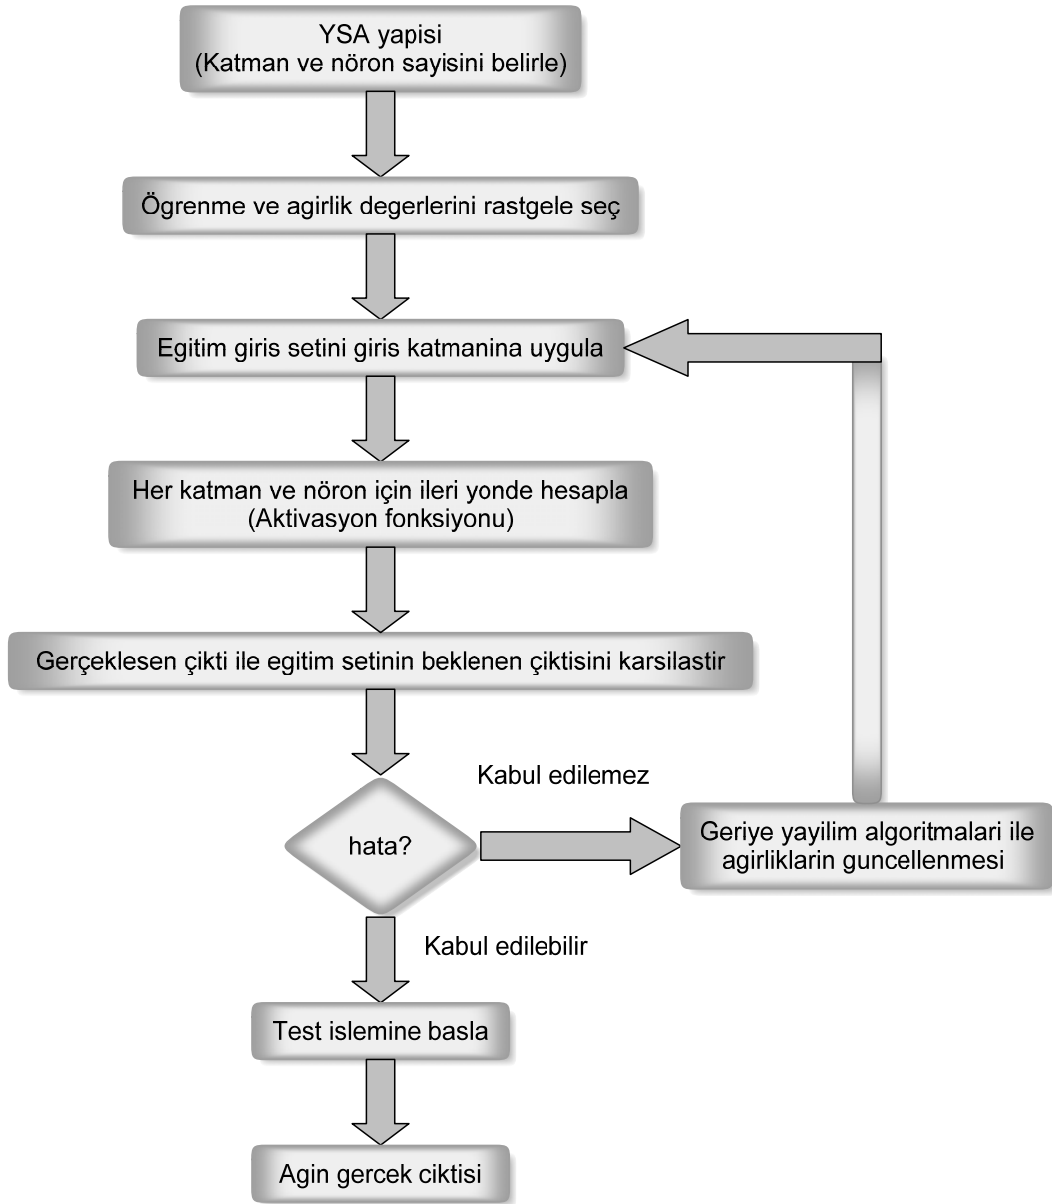 YSA yapisi
(Katman ve nöron sayisini belirle)
Ögrenme ve agirlik degerlerini rastgele seç
Egitim giris setini giris katmanina uygula
Her katman ve nöron için ileri yonde hesapla
(Aktivasyon fonksiyonu)
Gerçeklesen çikti ile egitim setinin beklenen çiktisini karsilastir
Kabul edilemez
hata?
Geriye yayilim algoritmalari ile
agirliklarin guncellenmesi
Kabul edilebilir
Test islemine basla
Agin gercek ciktisi